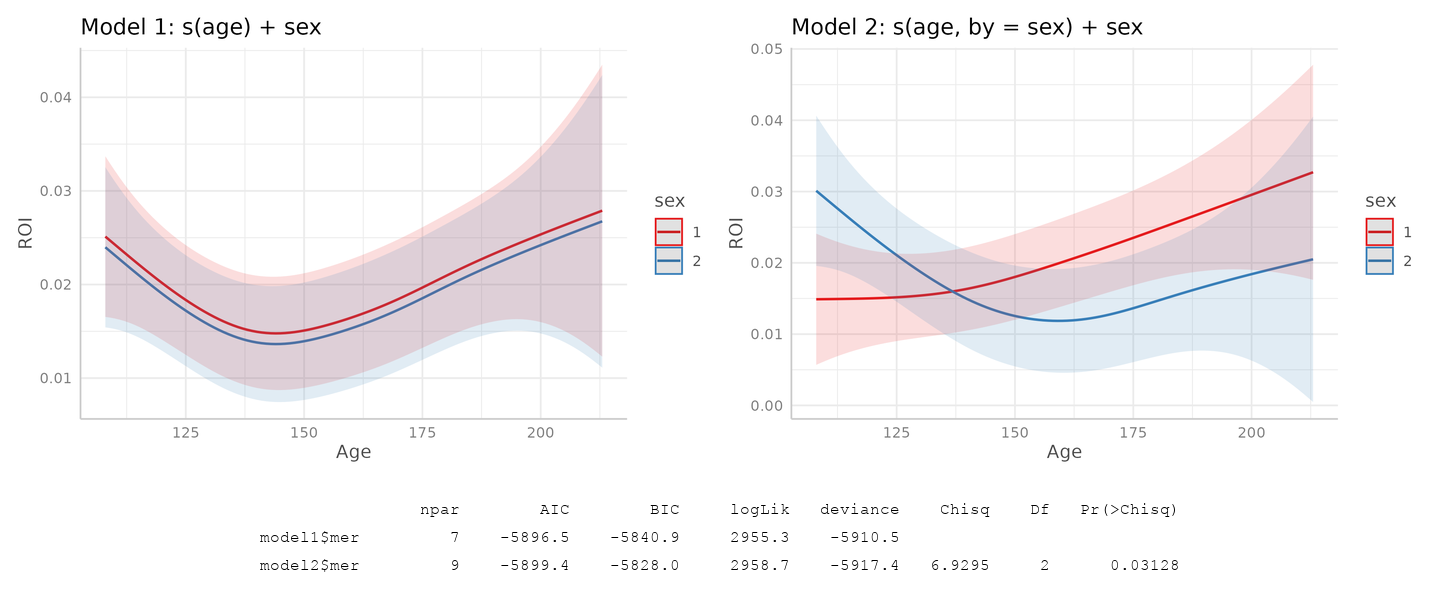 Model 1: s(age) + sex
0.04
0.03
0.02
0.01
ROI
125 150 175 200
Age
sex
1
2
Model 2: s(age, by = sex) + sex
0.05
0.04
0.03
0.02
0.01
0.00
ROI
125 150 175 200
Age
sex
1
2
npar AIC BIC logLik deviance Chisq Df Pr(>Chisq)
model1$mer 7 -5896.5 -5840.9 2955.3 -5910.5
model2$mer 9 -5899.4 -5828.0 2958.7 -5917.4 6.9295 2 0.03128